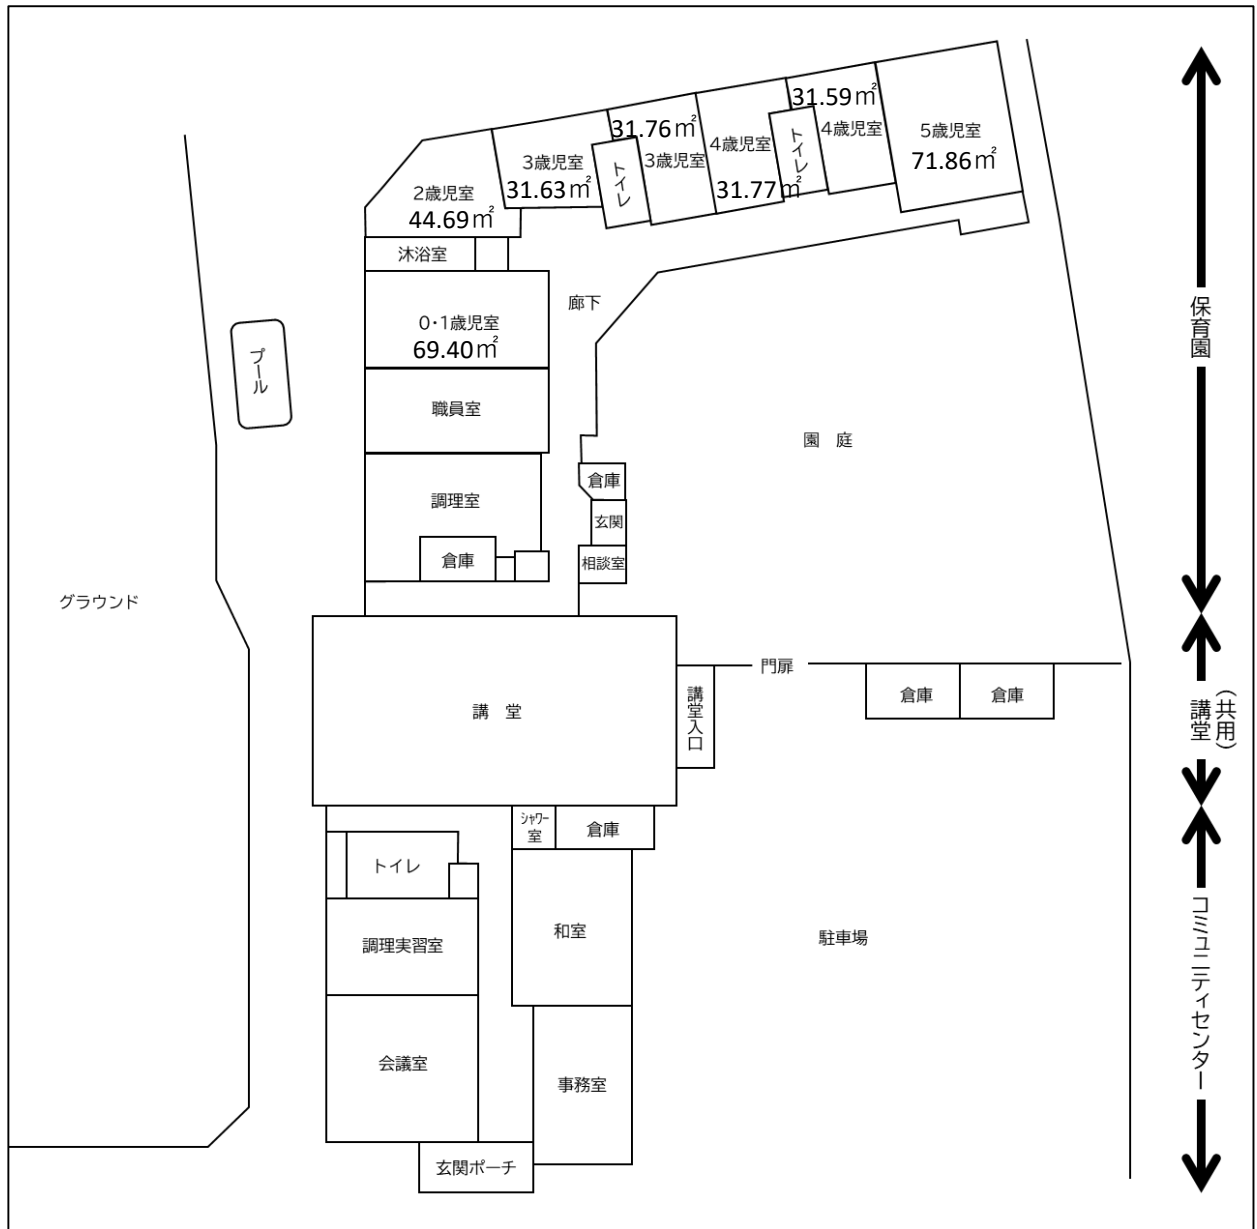 31.59㎡
4歳児室
5歳児室
71.86㎡
トイレ
31.76㎡
3歳児室
4歳児室
31.77㎡
トイレ
3歳児室
31.63㎡
2歳児室
44.69㎡
沐浴室
廊下
0・1歳児室
69.40㎡
プール
職員室
園 庭
調理室
倉庫
倉庫
玄関
相談室
グラウンド
保育園
門扉
講 堂
講堂入口
倉庫
倉庫
講堂
（共用）
シャワー
室
倉庫
トイレ
調理実習室
和室
駐車場
会議室
事務室
玄関ポーチ
コミュニティセンター